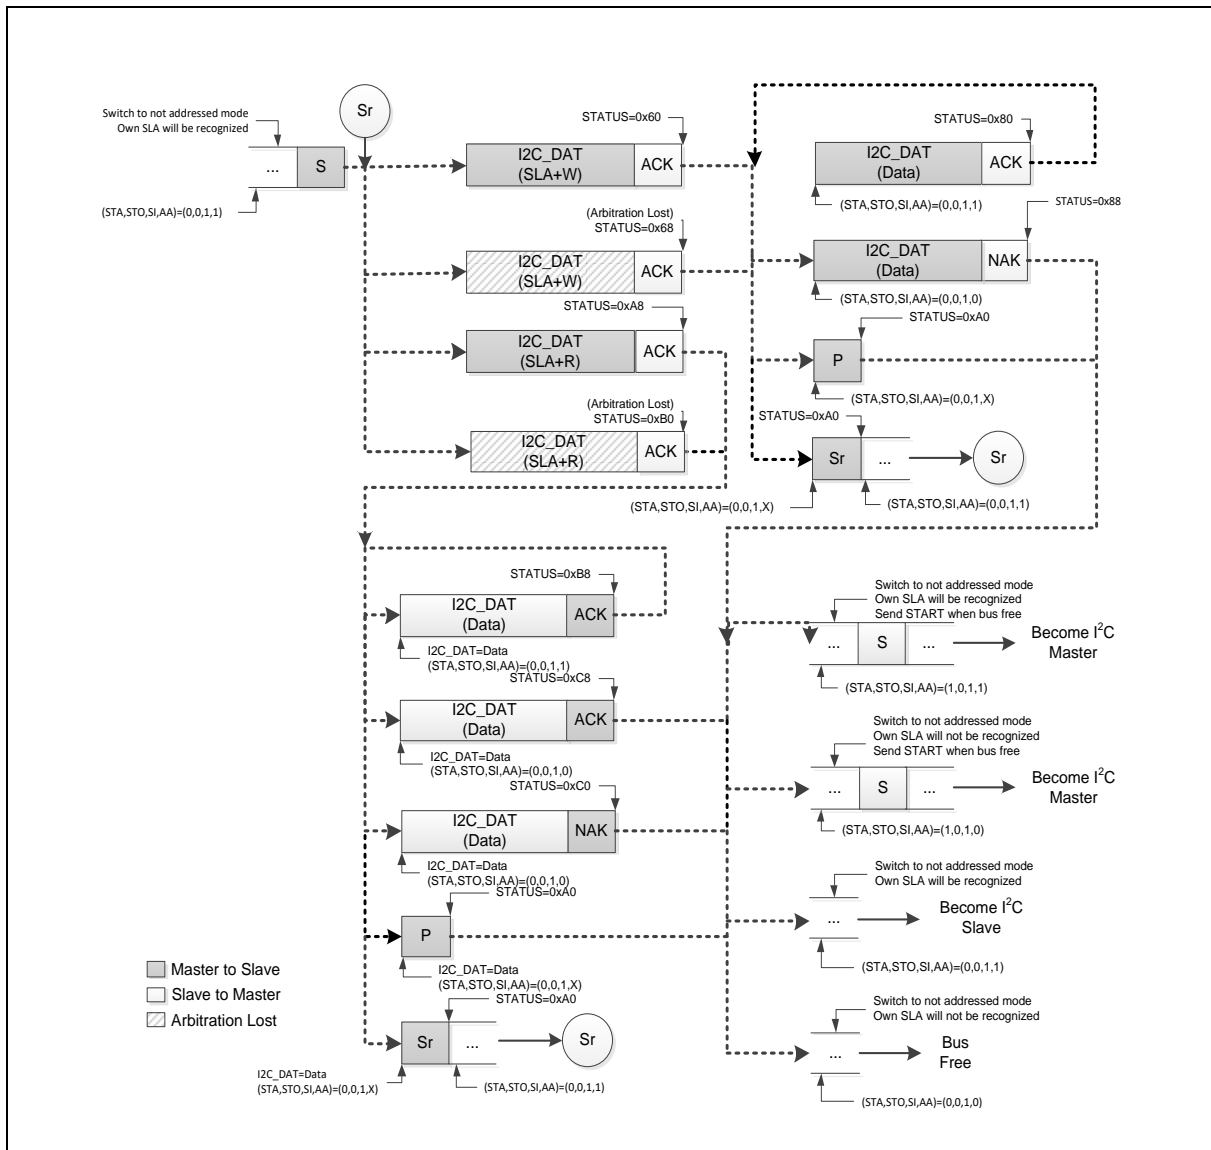 Switch to not addressed mode
Own SLA will be recognized
Sr
...
S
(STA,STO,SI,AA)=(0,0,1,1)
STATUS=0x60
I2C_DAT
(SLA+W)
ACK
STATUS=0x80
I2C_DAT
(Data)
ACK
(STA,STO,SI,AA)=(0,0,1,1)
(Arbitration Lost)
STATUS=0x68
I2C_DAT
(SLA+W)
ACK
STATUS=0x88
I2C_DAT
(Data)
NAK
(STA,STO,SI,AA)=(0,0,1,0)
STATUS=0xA8
I2C_DAT
(SLA+R)
ACK
STATUS=0xA0
P
(STA,STO,SI,AA)=(0,0,1,X)
(Arbitration Lost)
STATUS=0xB0
I2C_DAT
(SLA+R)
ACK
STATUS=0xA0
Sr
...
Sr
(STA,STO,SI,AA)=(0,0,1,X)
(STA,STO,SI,AA)=(0,0,1,1)
STATUS=0xB8
I2C_DAT
(Data)
ACK
I2C_DAT=Data
(STA,STO,SI,AA)=(0,0,1,1)
STATUS=0xC8
I2C_DAT
(Data)
ACK
I2C_DAT=Data
(STA,STO,SI,AA)=(0,0,1,0)
STATUS=0xC0
I2C_DAT
(Data)
NAK
I2C_DAT=Data
(STA,STO,SI,AA)=(0,0,1,0)
STATUS=0xA0
P
I2C_DAT=Data
(STA,STO,SI,AA)=(0,0,1,X)
STATUS=0xA0
Sr
...
Sr
I2C_DAT=Data
(STA,STO,SI,AA)=(0,0,1,X)
(STA,STO,SI,AA)=(0,0,1,1)
Switch to not addressed mode
Own SLA will be recognized
Send START when bus free
...
S
...
Become I²C
Master
(STA,STO,SI,AA)=(1,0,1,1)
Switch to not addressed mode
Own SLA will not be recognized
Send START when bus free
...
S
...
Become I²C
Master
(STA,STO,SI,AA)=(1,0,1,0)
Switch to not addressed mode
Own SLA will be recognized
...
Become I²C
Slave
(STA,STO,SI,AA)=(0,0,1,1)
Switch to not addressed mode
Own SLA will not be recognized
...
Bus
Free
(STA,STO,SI,AA)=(0,0,1,0)
Master to Slave
Slave to Master
Arbitration Lost